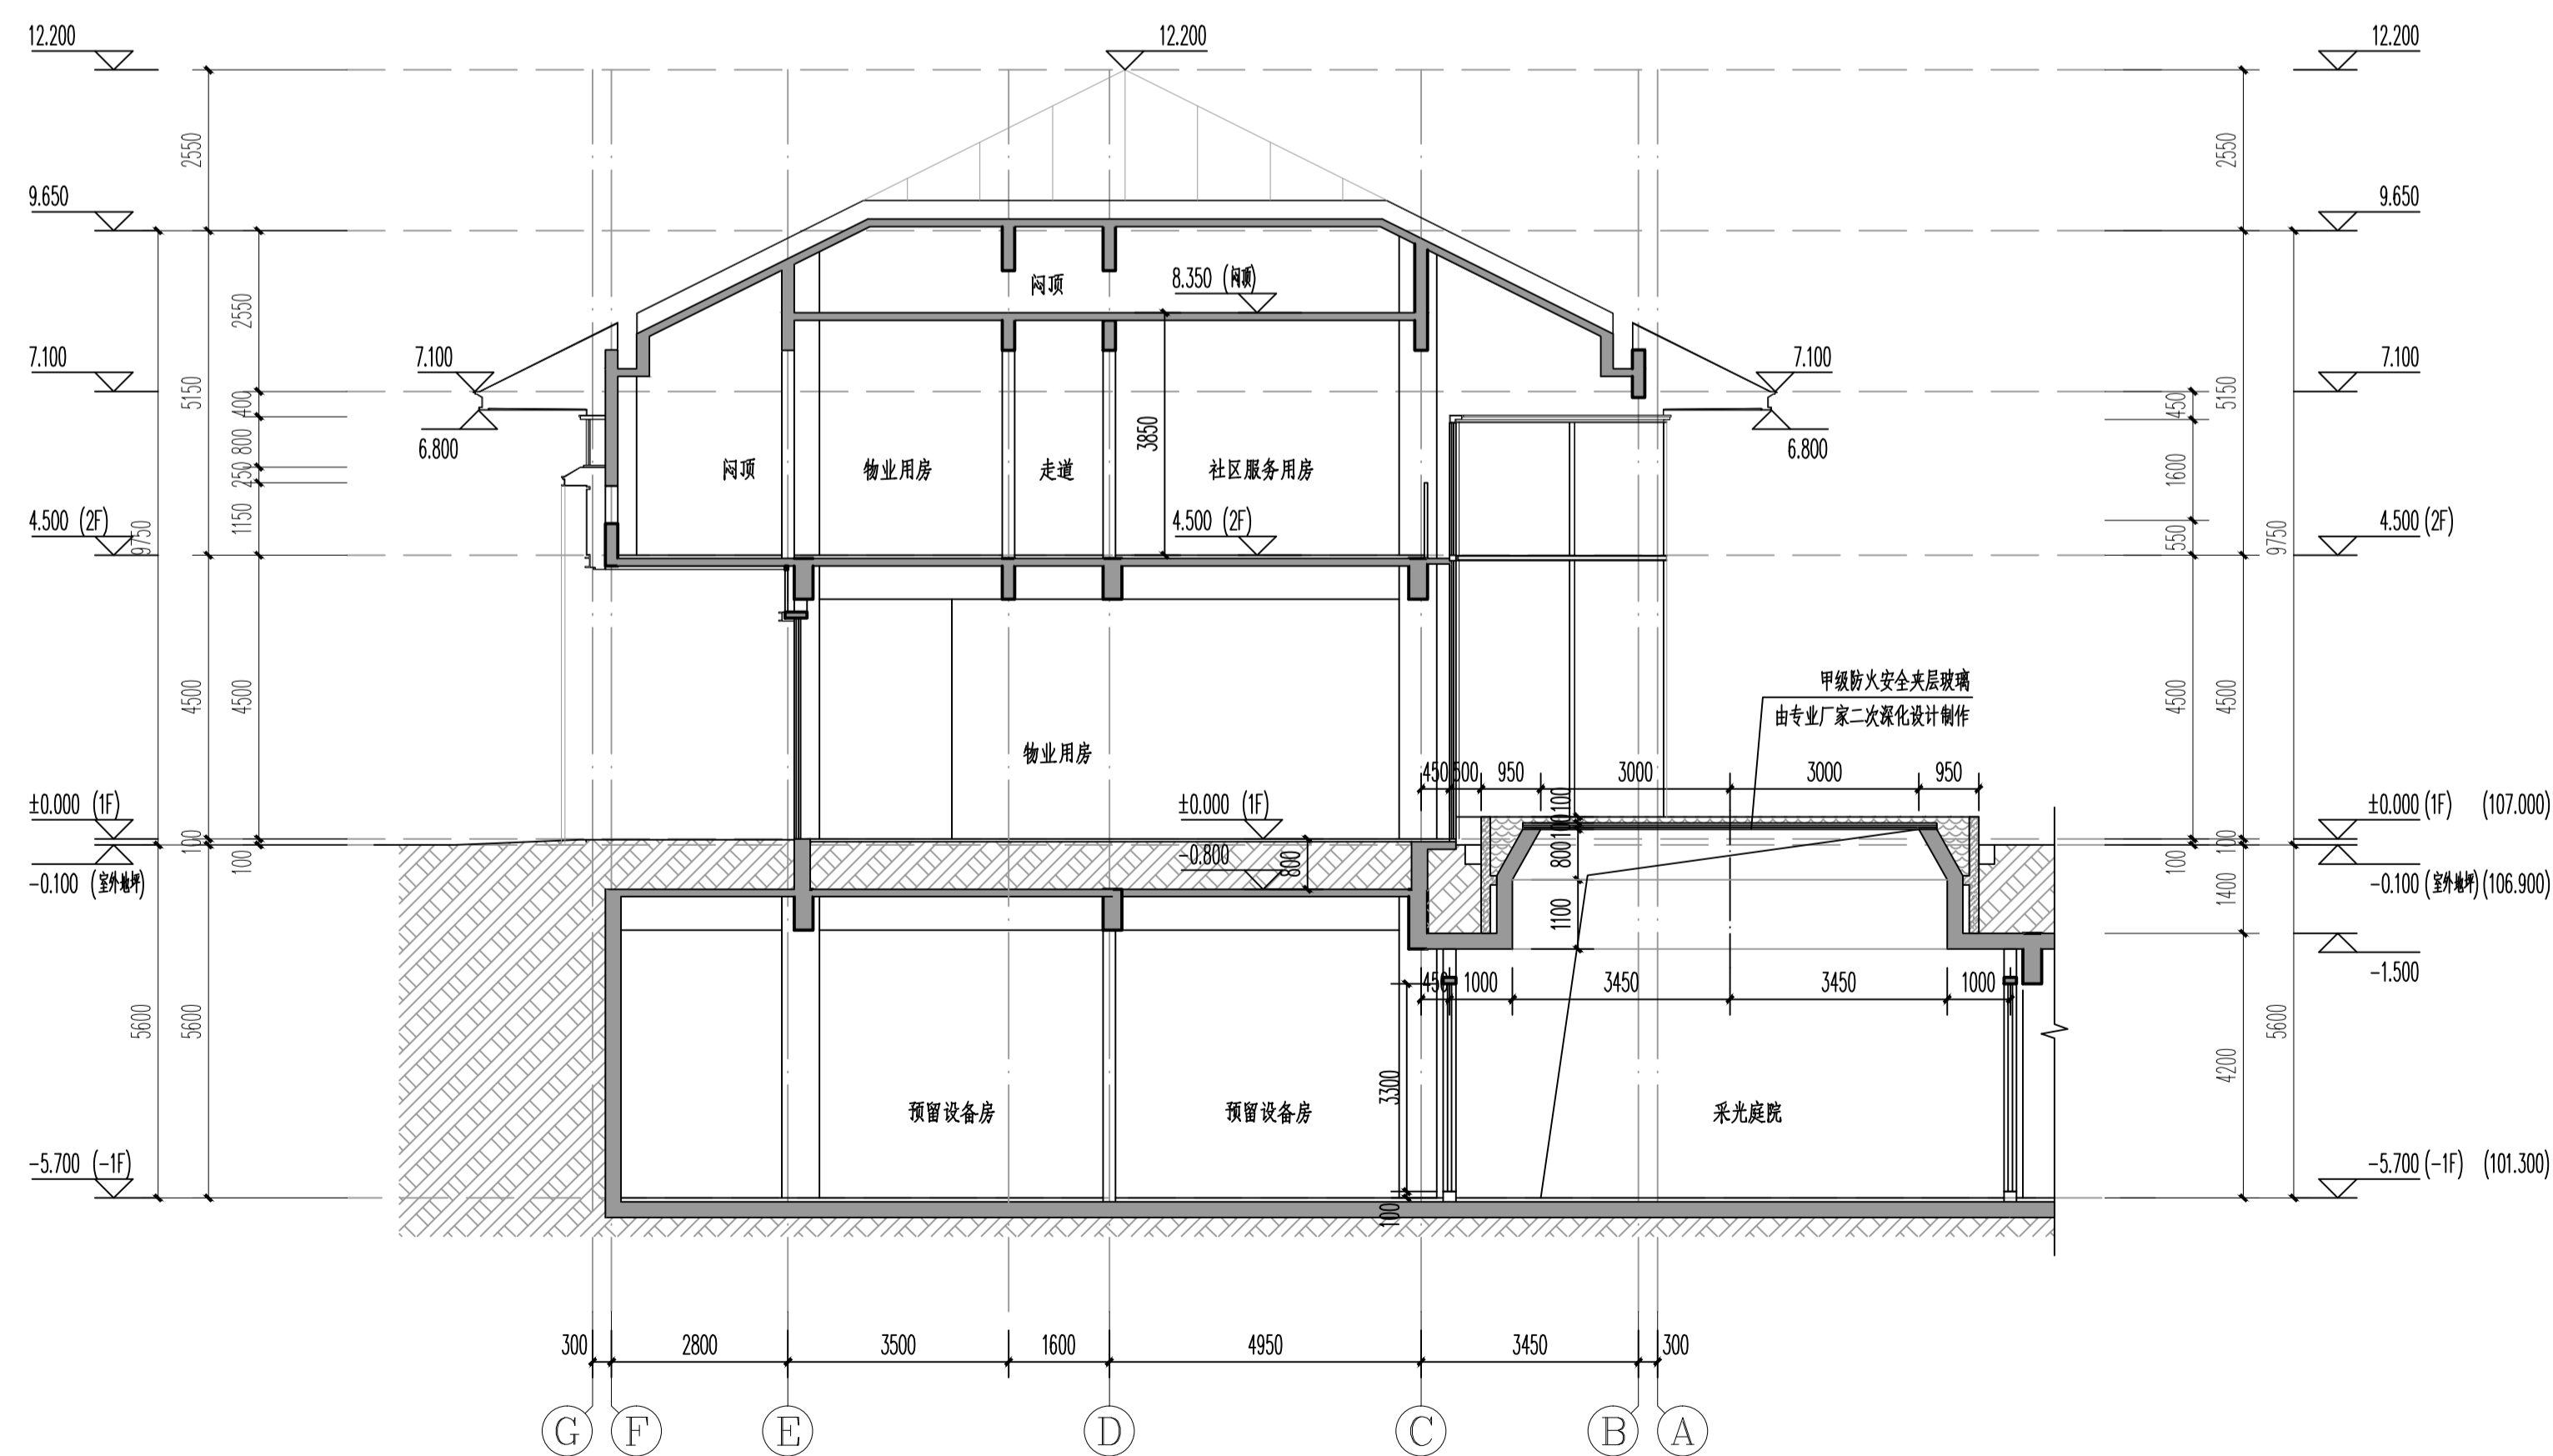 12.200
12.200
12.200
2550
2550
9.650
9.650
闷顶
8.350 (闷顶)
2550
7.100
7.100
7.100
7.100
5150
400
450
5150
6.800
6.800
3850
800
250
1150
1600
闷顶
物业用房
走道
社区服务用房
4.500 (2F)
4.500 (2F)
4.500 (2F)
9750
550
9750
甲级防火安全夹层玻璃
由专业厂家二次深化设计制作
4500
4500
4500
4500
物业用房
450
500
950
3000
3000
950
±0.000 (1F)
±0.000 (1F)
±0.000 (1F) (107.000)
100
100
100
100
100
100
-0.800
800
800
-0.100 (室外地坪)
-0.100 (室外地坪) (106.900)
1100
1400
-1.500
450
1000
3450
3450
1000
5600
5600
5600
3300
4200
预留设备房
预留设备房
采光庭院
-5.700 (-1F)
-5.700 (-1F) (101.300)
100
300
2800
3500
1600
4950
3450
300
G
F
E
D
C
B
A